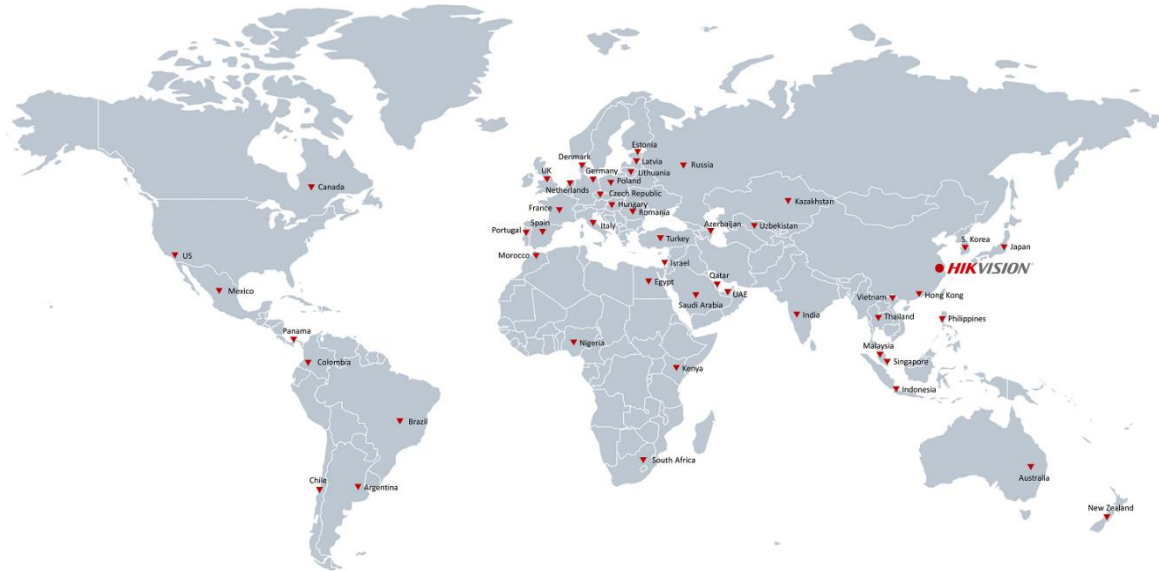 Estonia
Denmark
Latvia
Russia
UK
Germany
Lithuania
Netherlands
Poland
Canada
Czech Republic
Kazakhstan
France
Hungary
Romania
Spain
Italy
Azerbaijan
Uzbekistan
Portugal
Turkey
S. Korea
Japan
US
Morocco
Israel
HIKVISION
Qatar
Egypt
UAE
Mexico
Saudi Arabia
Vietnam
Hong Kong
India
Thailand
Philippines
Panama
Nigeria
Malaysia
Colombia
Singapore
Kenya
Indonesia
Brazil
South Africa
Chile
Argentina
Australia
New Zealand